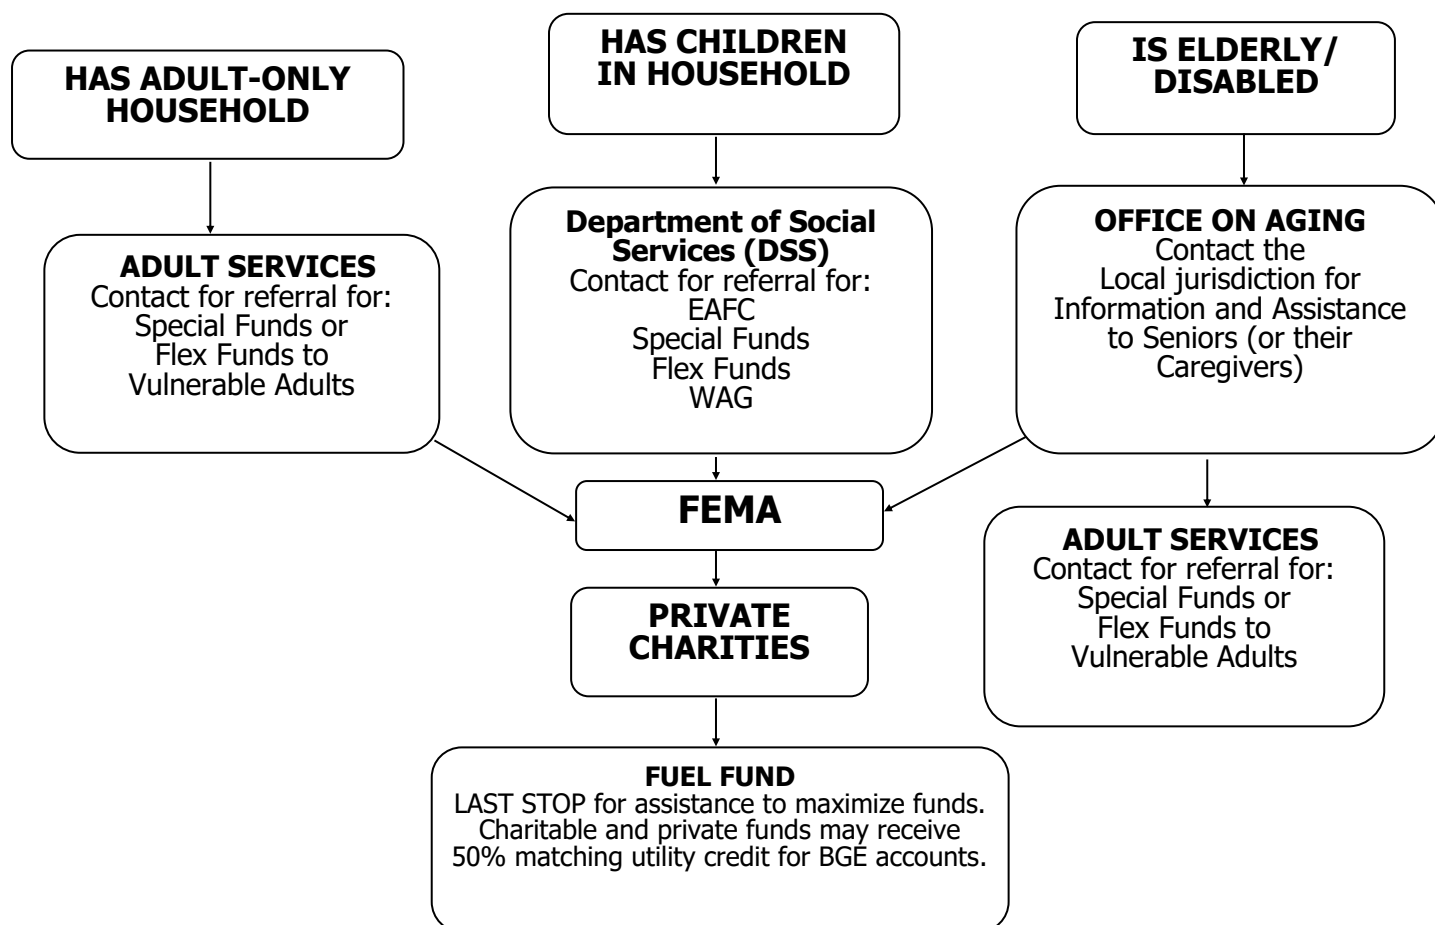 HAS ADULT-ONLY
HOUSEHOLD
HAS CHILDREN
IN HOUSEHOLD
IS ELDERLY/
DISABLED
ADULT SERVICES
Contact for referral for:
Special Funds or
Flex Funds to
Vulnerable Adults
Department of Social
Services (DSS)
Contact for referral for:
EAFC
Special Funds
Flex Funds
WAG
OFFICE ON AGING
Contact the
Local jurisdiction for
Information and Assistance
to Seniors (or their
Caregivers)
FEMA
ADULT SERVICES
Contact for referral for:
Special Funds or
Flex Funds to
Vulnerable Adults
PRIVATE
CHARITIES
FUEL FUND
LAST STOP for assistance to maximize funds.
Charitable and private funds may receive
50% matching utility credit for BGE accounts.